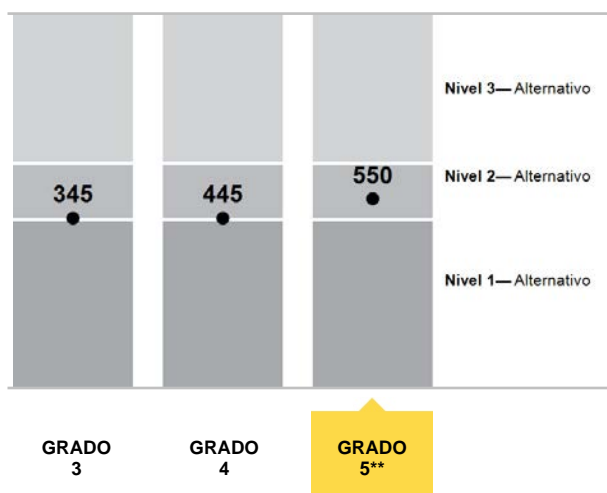 Nivel 3—Alternativo
Nivel 2—Alternativo
345
445
550
Nivel 1—Alternativo
GRADO
3
GRADO
4
GRADO
5**